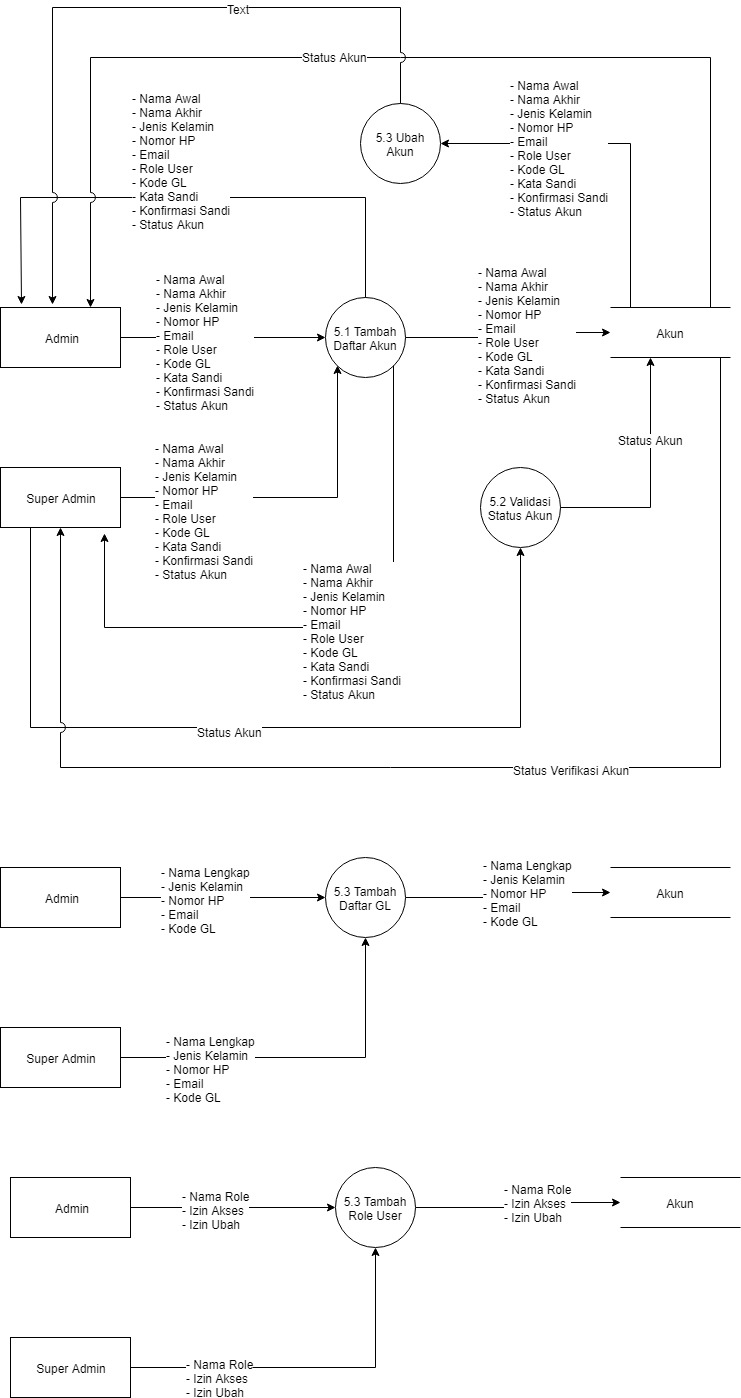 Text
Status Akun
- Nama Awal
- Nama Akhir
- Jenis Kelamin
- Nomor HP
- Email
- Role User
- Kode GL
- Kata Sandi
- Konfirmasi Sandi
- Status Akun
5.3 Ubah
Akun
- Nama Awal
- Nama Akhir
- Jenis Kelamin
- Nomor HP
- Email
- Role User
- Kode GL
- Kata Sandi
- Konfirmasi Sandi
- Status Akun
Admin
- Nama Awal
- Nama Akhir
- Jenis Kelamin
- Nomor HP
- Email
- Role User
- Kode GL
- Kata Sandi
- Konfirmasi Sandi
- Status Akun
5.1 Tambah
Daftar Akun
- Nama Awal
- Nama Akhir
- Jenis Kelamin
- Nomor HP
- Email
- Role User
- Kode GL
- Kata Sandi
- Konfirmasi Sandi
- Status Akun
Akun
Status Akun
Super Admin
- Nama Awal
- Nama Akhir
- Jenis Kelamin
- Nomor HP
- Email
- Role User
- Kode GL
- Kata Sandi
- Konfirmasi Sandi
- Status Akun
5.2 Validasi
Status Akun
- Nama Awal
- Nama Akhir
- Jenis Kelamin
- Nomor HP
- Email
- Role User
- Kode GL
- Kata Sandi
- Konfirmasi Sandi
- Status Akun
Status Akun
Status Verifikasi Akun
Admin
- Nama Lengkap
- Jenis Kelamin
- Nomor HP
- Email
- Kode GL
5.3 Tambah
Daftar GL
- Nama Lengkap
- Jenis Kelamin
- Nomor HP
- Email
- Kode GL
Akun
Super Admin
- Nama Lengkap
- Jenis Kelamin
- Nomor HP
- Email
- Kode GL
Admin
- Nama Role
- Izin Akses
- Izin Ubah
5.3 Tambah
Role User
- Nama Role
- Izin Akses
- Izin Ubah
Akun
Super Admin
- Nama Role
- Izin Akses
- Izin Ubah